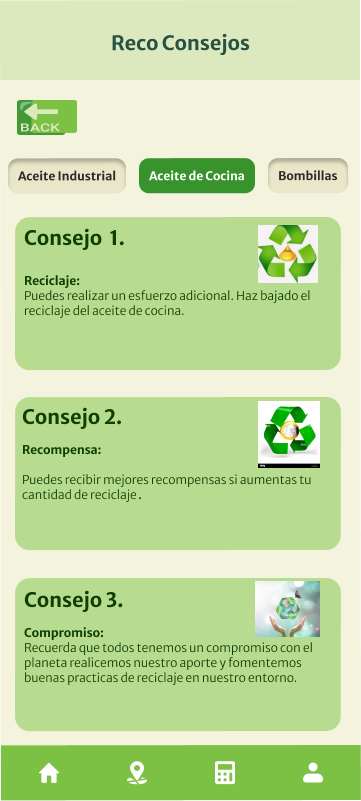 Reco Consejos
BACK
Aceite Industrial
Aceite de Cocina
Bombillas
Consejo 1.
Reciclaje:
Puedes realizar un esfuerzo adicional. Haz bajado el
reciclaje del aceite de cocina.
Consejo 2.
Recompensa:
Puedes recibir mejores recompensas si aumentas tu
cantidad de reciclaje.
Consejo 3.
Compromiso:
Recuerda que todos tenemos un compromiso con el
planeta realicemos nuestro aporte y fomentemos
buenas practicas de reciclaje en nuestro entorno.